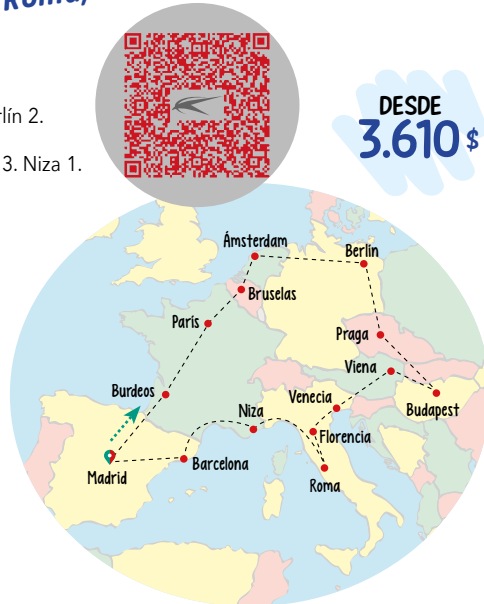 Roma,
rlín 2.
3. Niza 1.
DESDE
3.610 $
Ámsterdam
Berlín
Bruselas
París
Praga
Viena
Burdeos
Niza
Venecia
Budapest
Florencia
Madrid
Barcelona
Roma